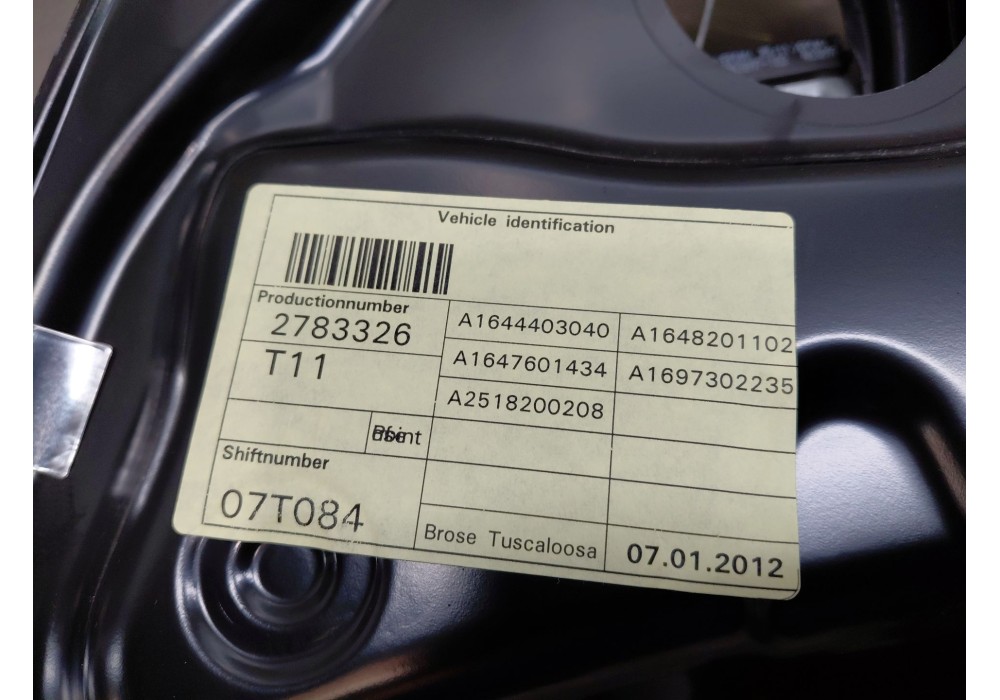 Vehicle identification
Productionnumber
2783326
A1644403040
A1648201102
T11
A1647601434
A1697302235
A2518200208
Shiftnumber
07T084
Brose Tuscaloosa
07.01.2012